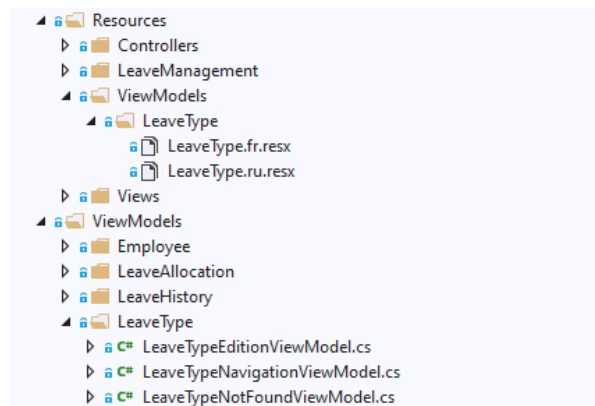 Resources
Controllers
LeaveManagement
ViewModels
LeaveType
LeaveType.fr.resx
LeaveType.ru.resx
Views
ViewModels
Employee
LeaveAllocation
LeaveHistory
LeaveType
C# LeaveTypeEditionViewModel.cs
C# LeaveTypeNavigationViewModel.cs
C# LeaveTypeNotFoundViewModel.cs